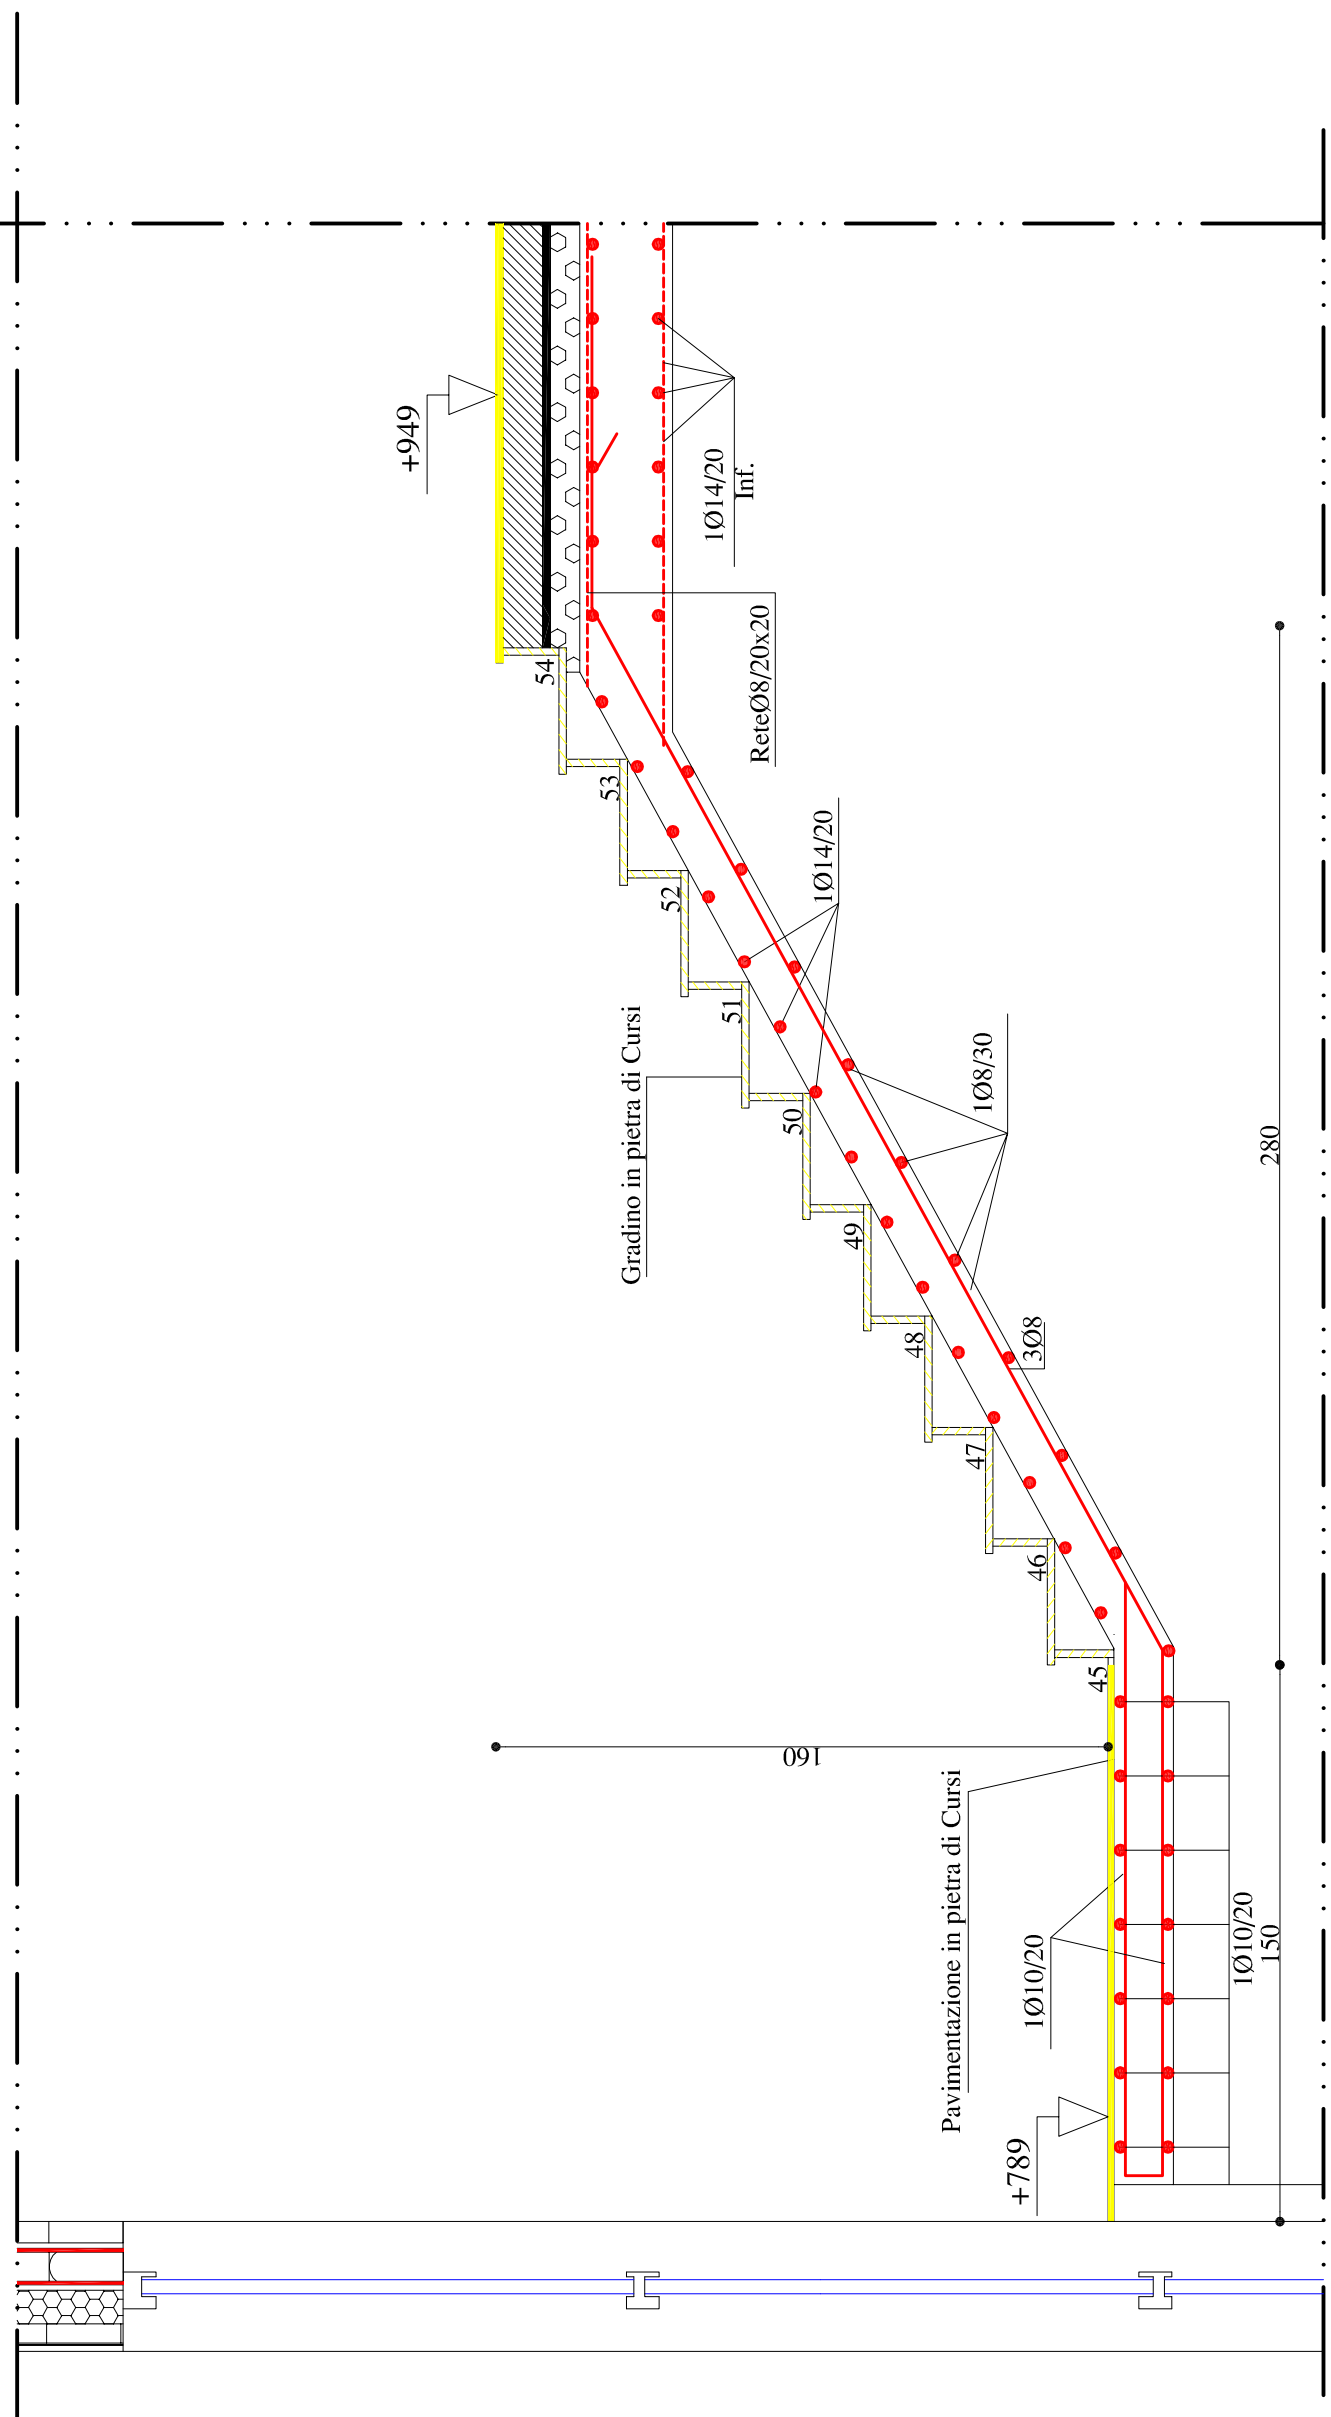 +949
1Ø14/20
Inf.
ReteØ8/20x20
54
53
52
51
50
49
48
47
46
45
1Ø14/20
Gradino in pietra di Cursi
1Ø8/30
3Ø8
280
160
Pavimentazione in pietra di Cursi
1Ø10/20
1Ø10/20
150
+789